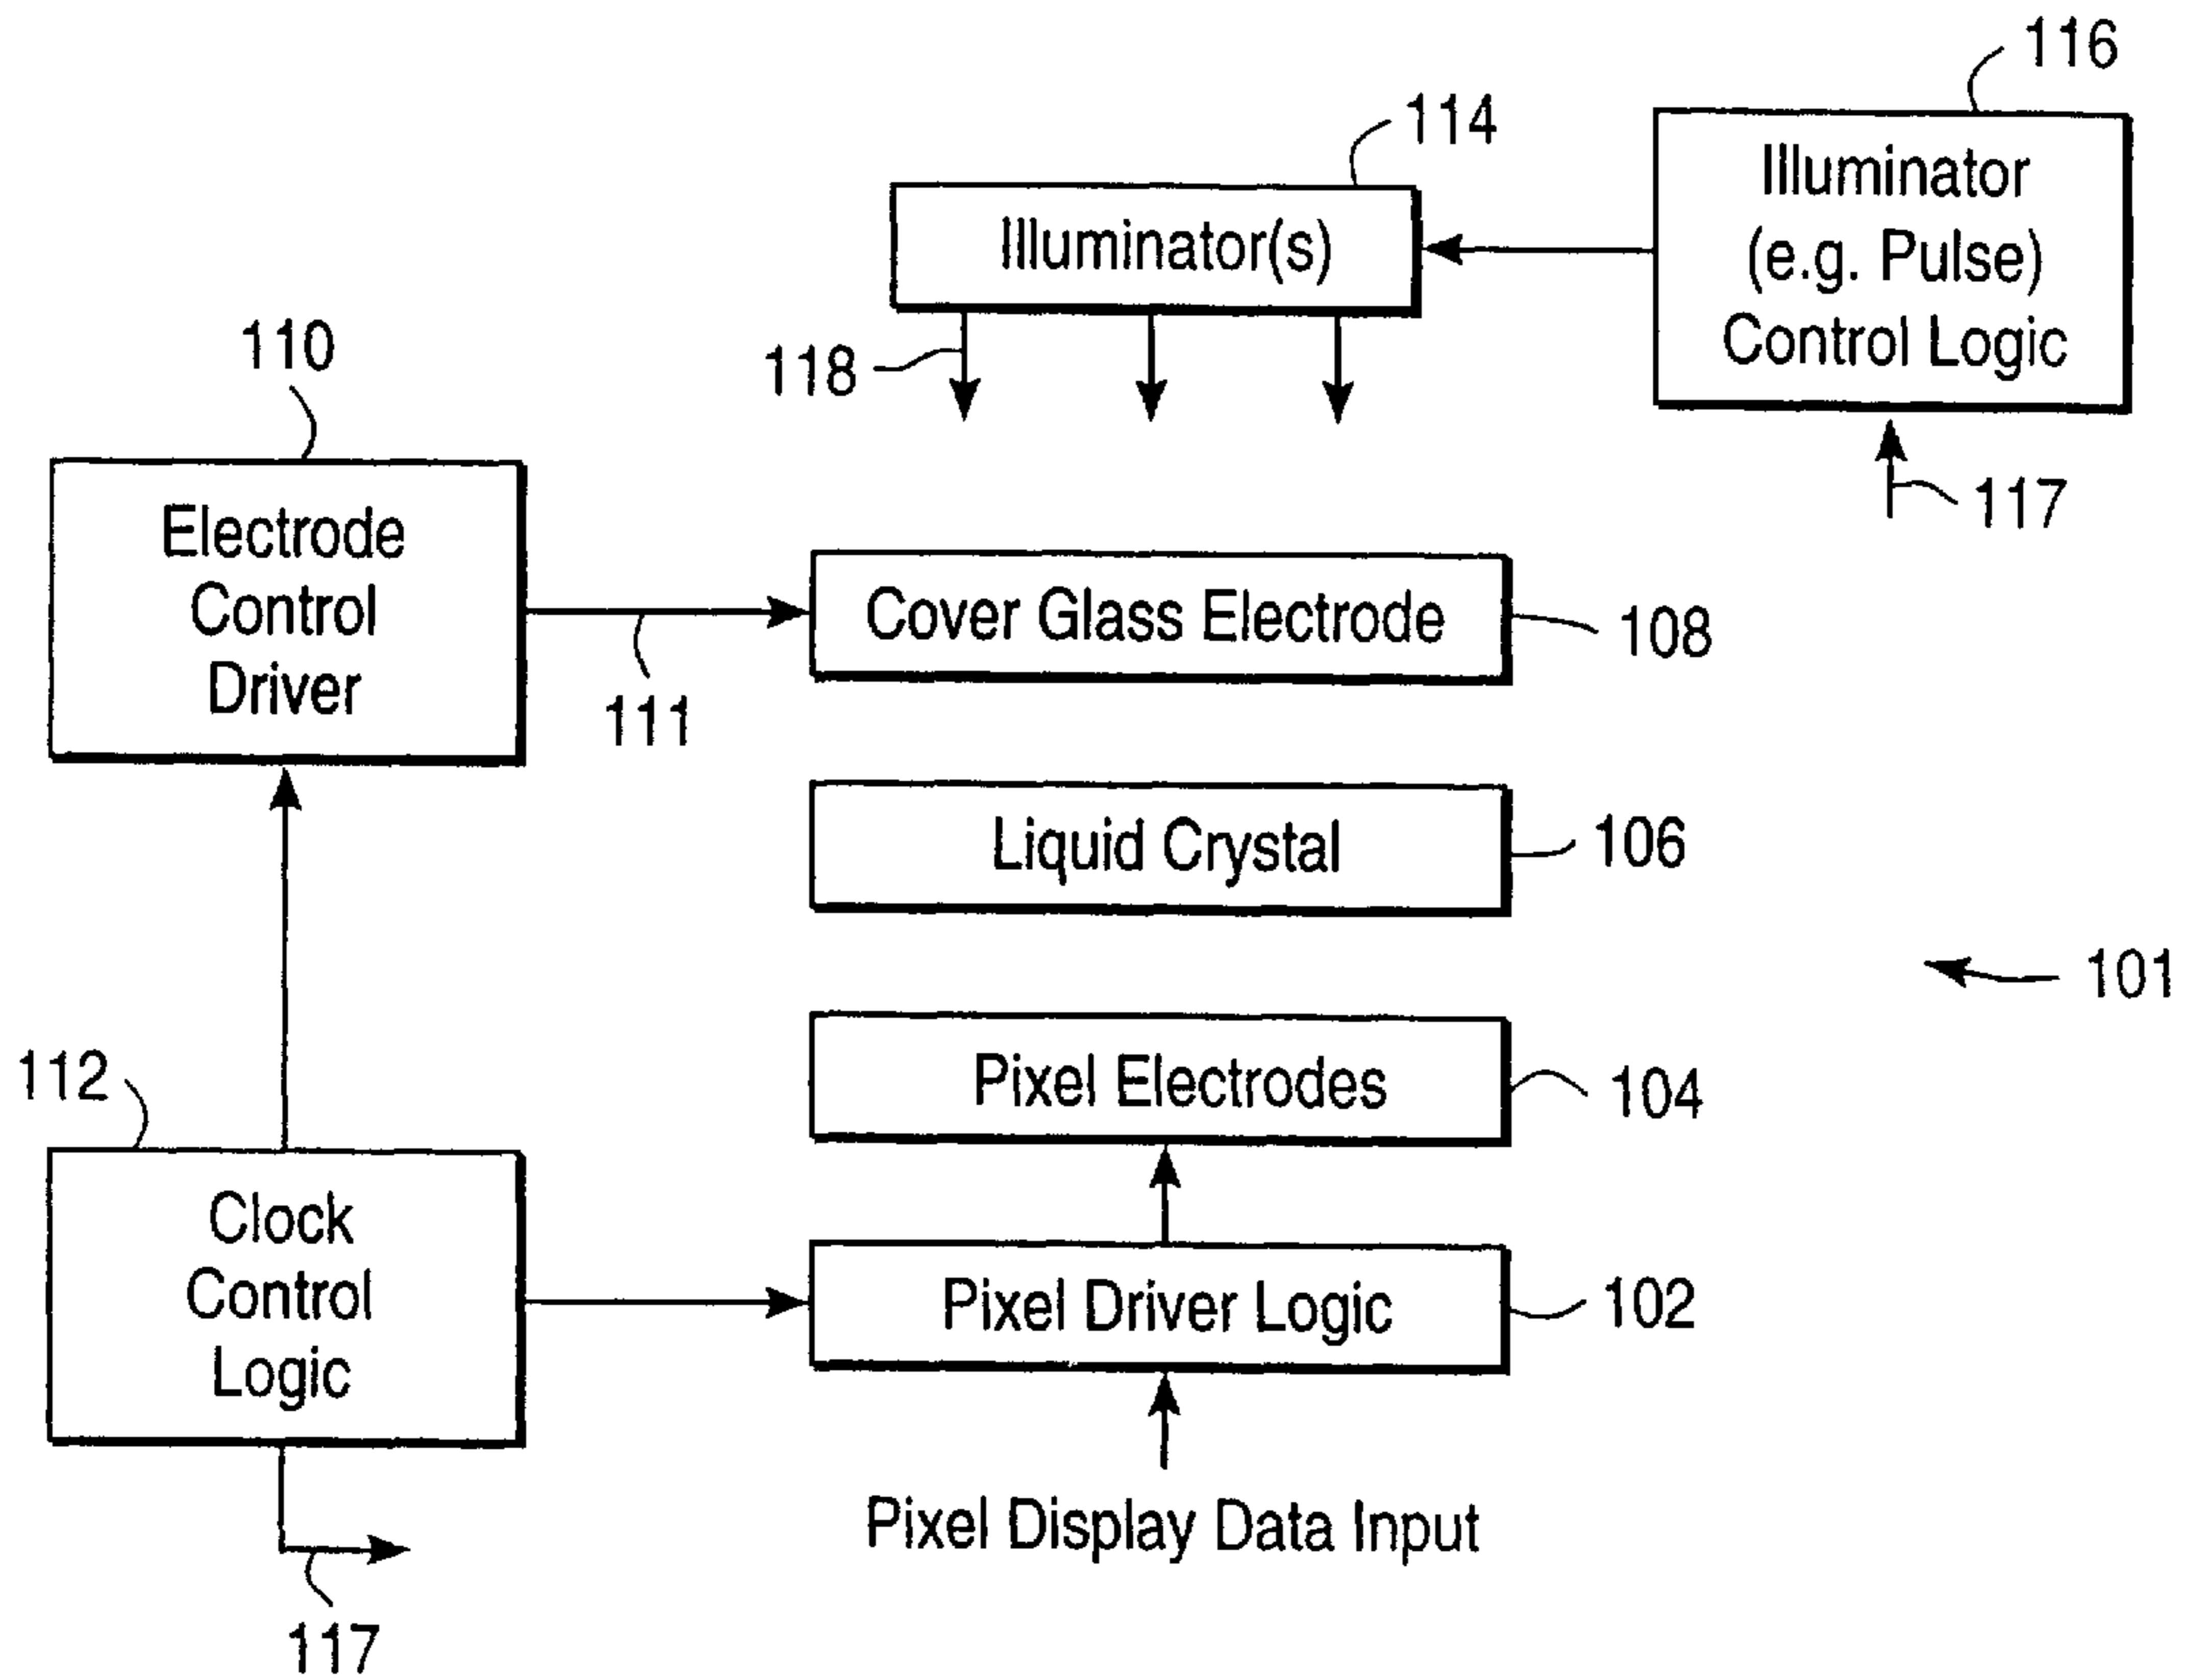 116
114
Illuminator
(e.g. Pulse)
Control Logic
Illuminator(s)
110
118
117
Electrode
Control
Driver
111
Cover Glass Electrode
108
Liquid Crystal
106
101
Pixel Electrodes
104
112
Clock
Control
Logic
Pixel Driver Logic
102
Pixel Display Data Input
117